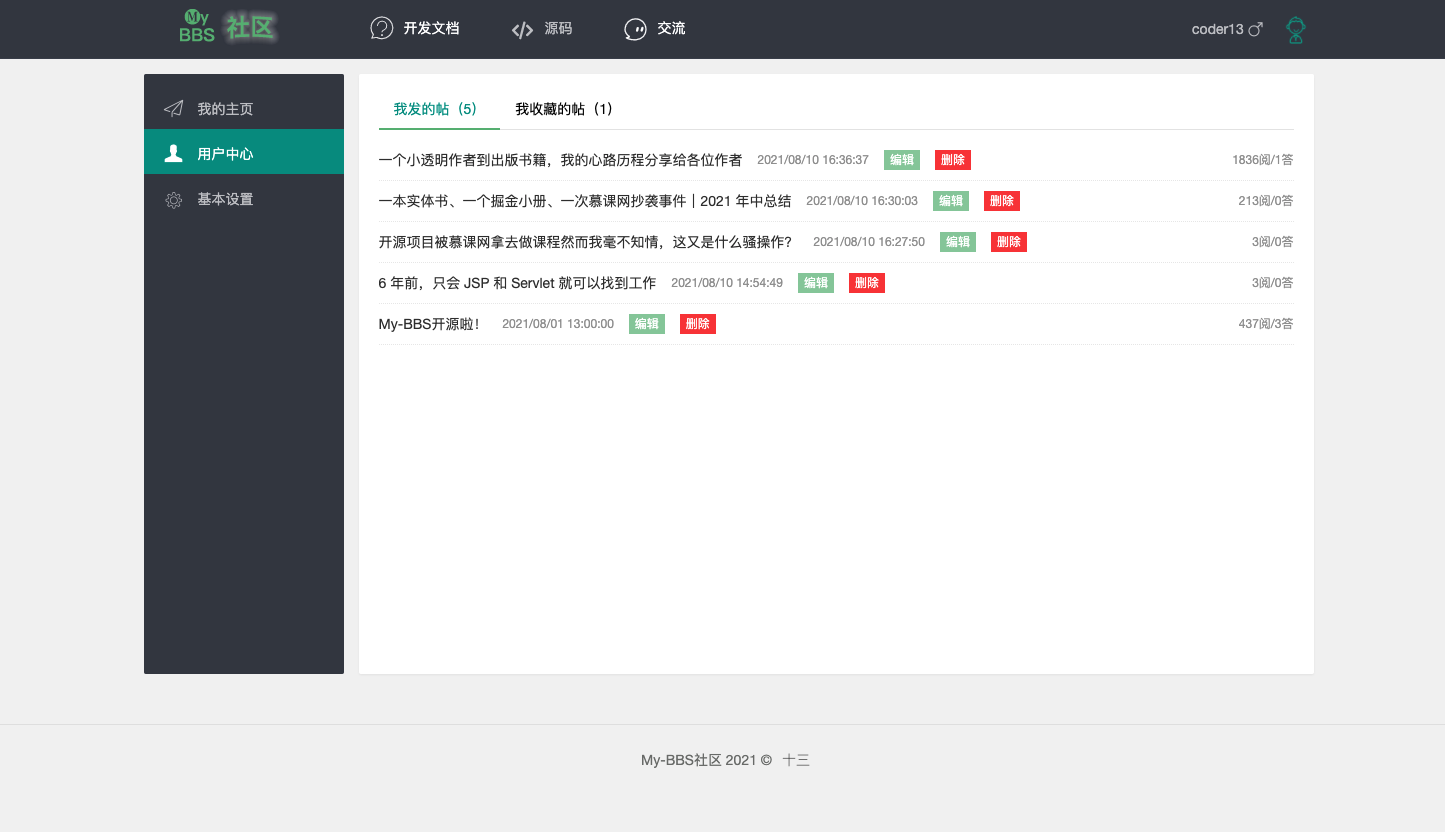 My BBS 社区 开发文档 源码 交流 coder13
我的主页
用户中心
基本设置
我发的帖（5） 我收藏的帖（1）
一个小透明作者到出版书籍，我的心路历程分享给各位作者 2021/08/10 16:36:37 编辑 删除 1836阅/1答
一本实体书、一个掘金小册、一次慕课网抄袭事件｜2021 年中总结 2021/08/10 16:30:03 编辑 删除 213阅/0答
开源项目被慕课网拿去做课程然而我毫不知情，这又是什么骚操作？ 2021/08/10 16:27:50 编辑 删除 3阅/0答
6 年前，只会 JSP 和 Servlet 就可以找到工作 2021/08/10 14:54:49 编辑 删除 3阅/0答
My-BBS开源啦！ 2021/08/01 13:00:00 编辑 删除 437阅/3答
My-BBS社区 2021 © 十三